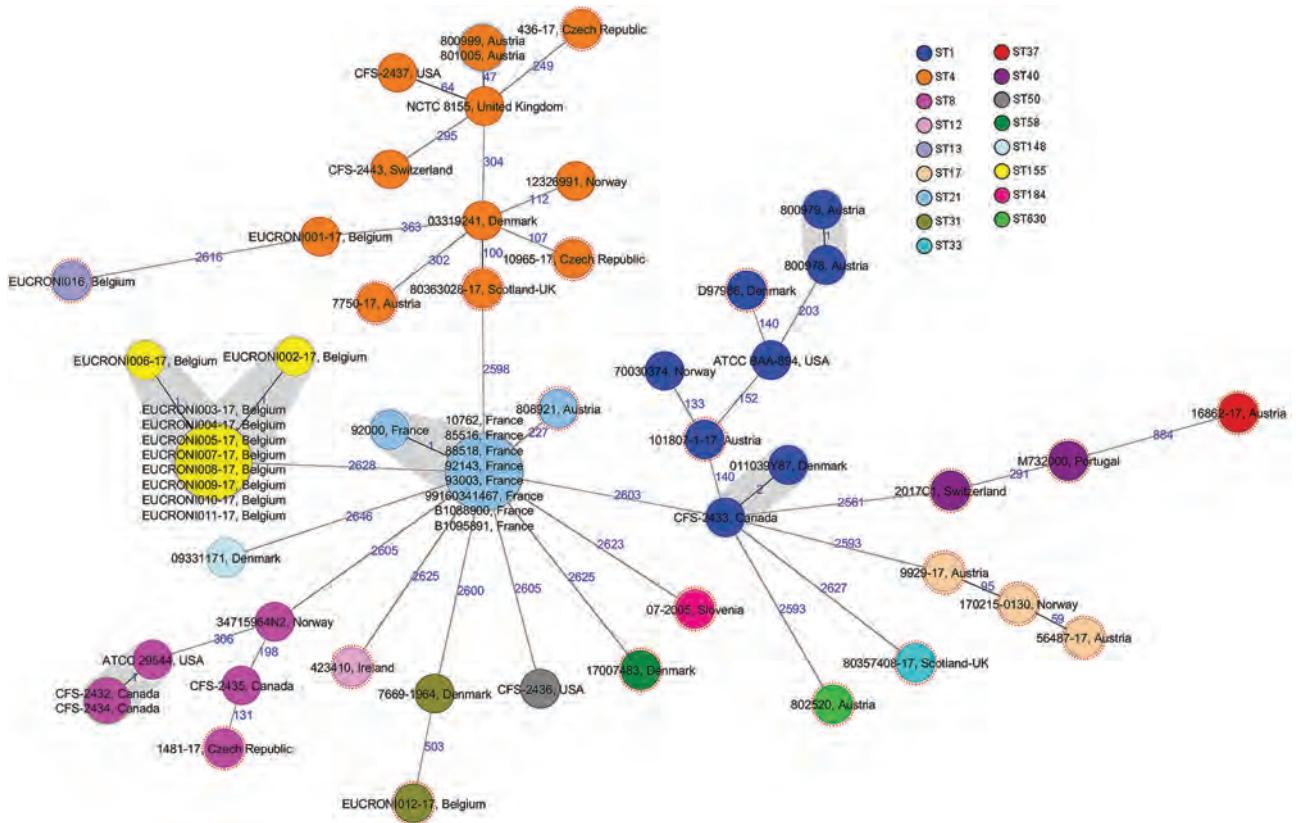 436-17, Czech Republic
800999, Austria
801005, Austria
CFS-2437, USA
249
47
64
NCTC 8155, United Kingdom
295
CFS-2443, Switzerland
304
12326991, Norway
112
03319241, Denmark
363
EUCRONI001-17, Belgium
2616
EUCRONI016, Belgium
107
10965-17, Czech Republic
100
302
80363028-17, Scotland-UK
7750-17, Austria
2598
ST1
ST4
ST8
ST12
ST13
ST17
ST21
ST31
ST33
ST37
ST40
ST50
ST58
ST148
ST155
ST184
ST630
800979, Austria
1
800978, Austria
D97986, Denmark
203
140
ATCC BAA-894, USA
70030374, Norway
133
152
101807-1-17, Austria
140
011039Y87, Denmark
2
CFS-2433, Canada
16862-17, Austria
884
M732000, Portugal
291
2017C1, Switzerland
2561
2603
2593
9929-17, Austria
95
170215-0130, Norway
59
56487-17, Austria
2627
80357408-17, Scotland-UK
2593
802520, Austria
EUCRONI006-17, Belgium
EUCRONI002-17, Belgium
1
1
EUCRONI003-17, Belgium
EUCRONI004-17, Belgium
EUCRONI005-17, Belgium
EUCRONI007-17, Belgium
EUCRONI008-17, Belgium
EUCRONI009-17, Belgium
EUCRONI010-17, Belgium
EUCRONI011-17, Belgium
2628
92000, France
1
808921, Austria
227
10762, France
85516, France
88518, France
92143, France
93003, France
99160341467, France
B1088900, France
B1095891, France
2646
09331171, Denmark
2605
34715964N2, Norway
306
ATCC 29544, USA
1
CFS-2432, Canada
CFS-2434, Canada
198
CFS-2435, Canada
131
1481-17, Czech Republic
2625
423410, Ireland
2600
7669-1964, Denmark
503
EUCRONI012-17, Belgium
2605
CFS-2436, USA
2625
17007483, Denmark
2623
07-2005, Slovenia